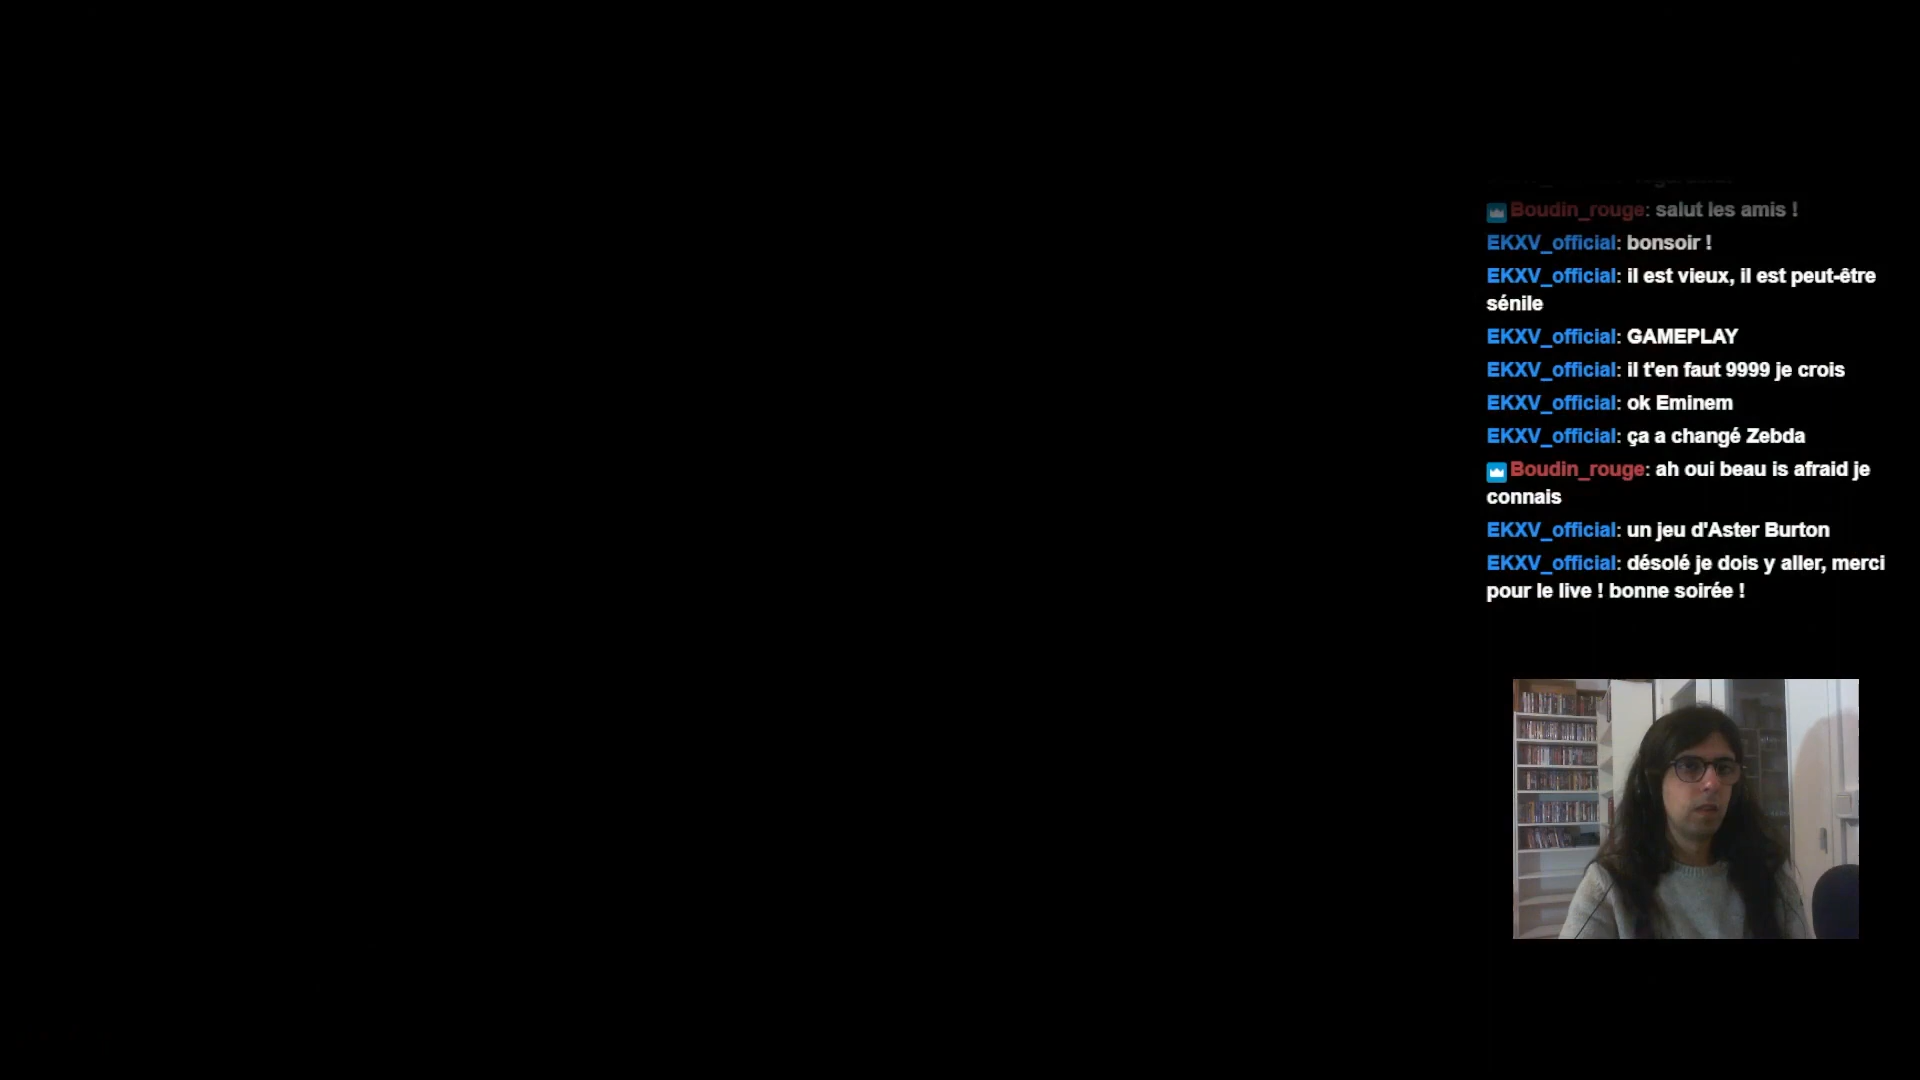 Boudin_rouge: salut les amis !
EKXV_official: bonsoir !
EKXV_official: il est vieux, il est peut-être
sénile
EKXV_official: GAMEPLAY
EKXV_official: il t'en faut 9999 je crois
EKXV_official: ok Eminem
EKXV_official: ça a changé Zebda
Boudin_rouge: ah oui beau is afraid je
connais
EKXV_official: un jeu d'Aster Burton
EKXV_official: désolé je dois y aller, merci
pour le live ! bonne soirée !